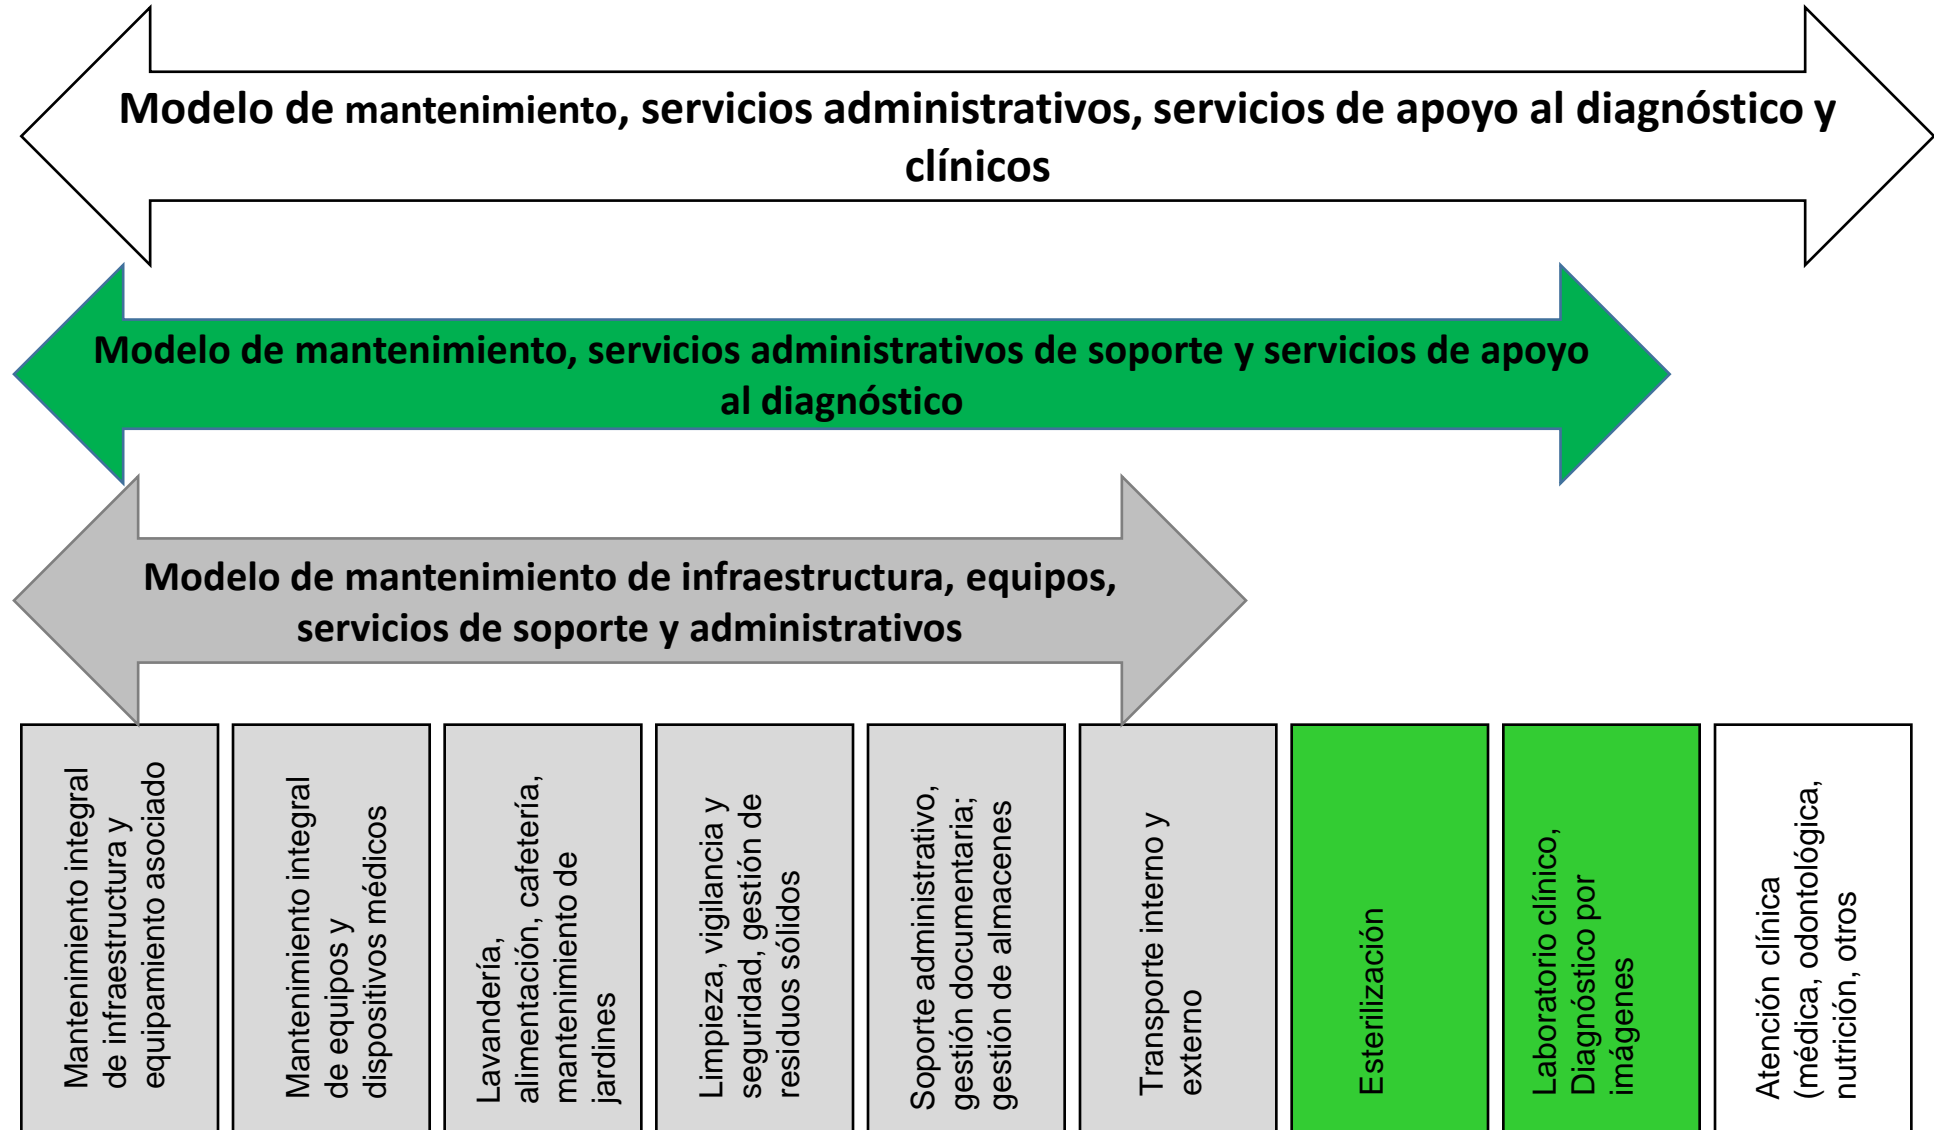 Modelo de mantenimiento, servicios administrativos, servicios de apoyo al diagnóstico y
clínicos
Modelo de mantenimiento, servicios administrativos de soporte y servicios de apoyo
al diagnóstico
Modelo de mantenimiento de infraestructura, equipos,
servicios de soporte y administrativos
Mantenimiento integral
de infraestructura y
equipamiento asociado
Mantenimiento integral
de equipos y
dispositivos médicos
Lavandería,
alimentación, cafetería,
mantenimiento de
jardines
Limpieza, vigilancia y
seguridad, gestión de
residuos sólidos
Soporte administrativo,
gestión documentaria;
gestión de almacenes
Transporte interno y
externo
Esterilización
Laboratorio clínico,
Diagnóstico por
imágenes
Atención clínica
(médica, odontológica,
nutrición, otros